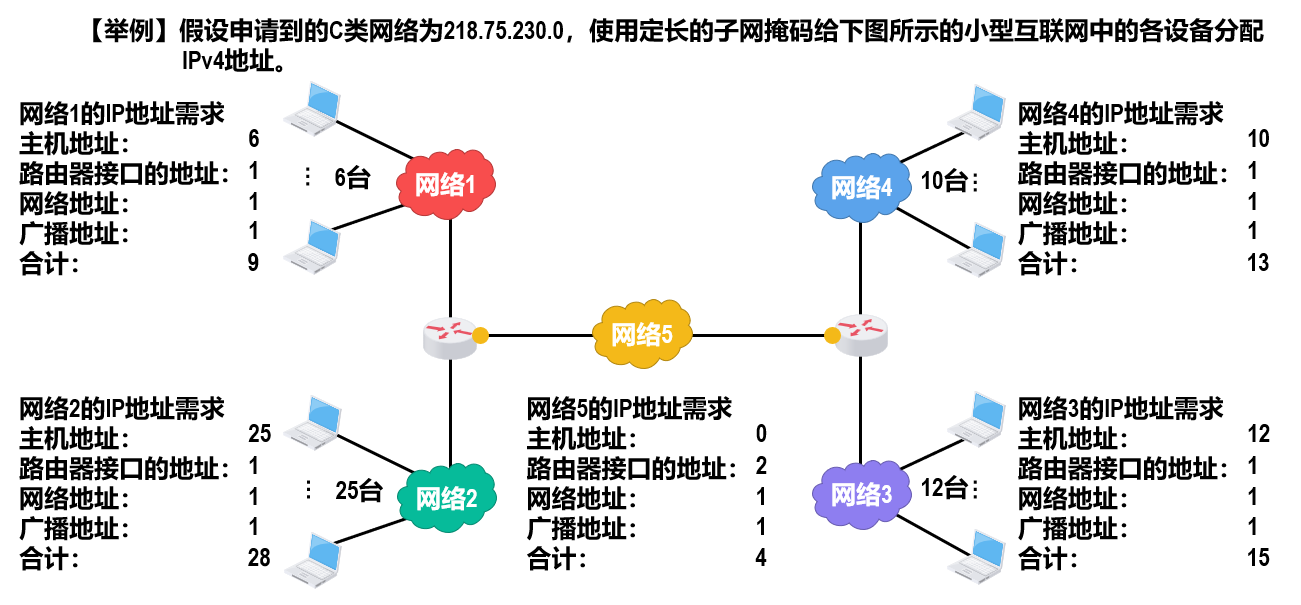 【举例】假设申请到的C类网络为218.75.230.0，使用定长的子网掩码给下图所示的小型互联网中的各设备分配
IPv4地址。
网络1的IP地址需求
主机地址： 6
路由器接口的地址： 1
网络地址： 1
广播地址： 1
合计： 9
⋮ 6台
网络1
网络4
10台⋮
网络4的IP地址需求
主机地址： 10
路由器接口的地址： 1
网络地址： 1
广播地址： 1
合计： 13
网络5
网络2的IP地址需求
主机地址： 25
路由器接口的地址： 1
网络地址： 1
广播地址： 1
合计： 28
⋮ 25台
网络2
网络5的IP地址需求
主机地址： 0
路由器接口的地址： 2
网络地址： 1
广播地址： 1
合计： 4
网络3
12台⋮
网络3的IP地址需求
主机地址： 12
路由器接口的地址： 1
网络地址： 1
广播地址： 1
合计： 15